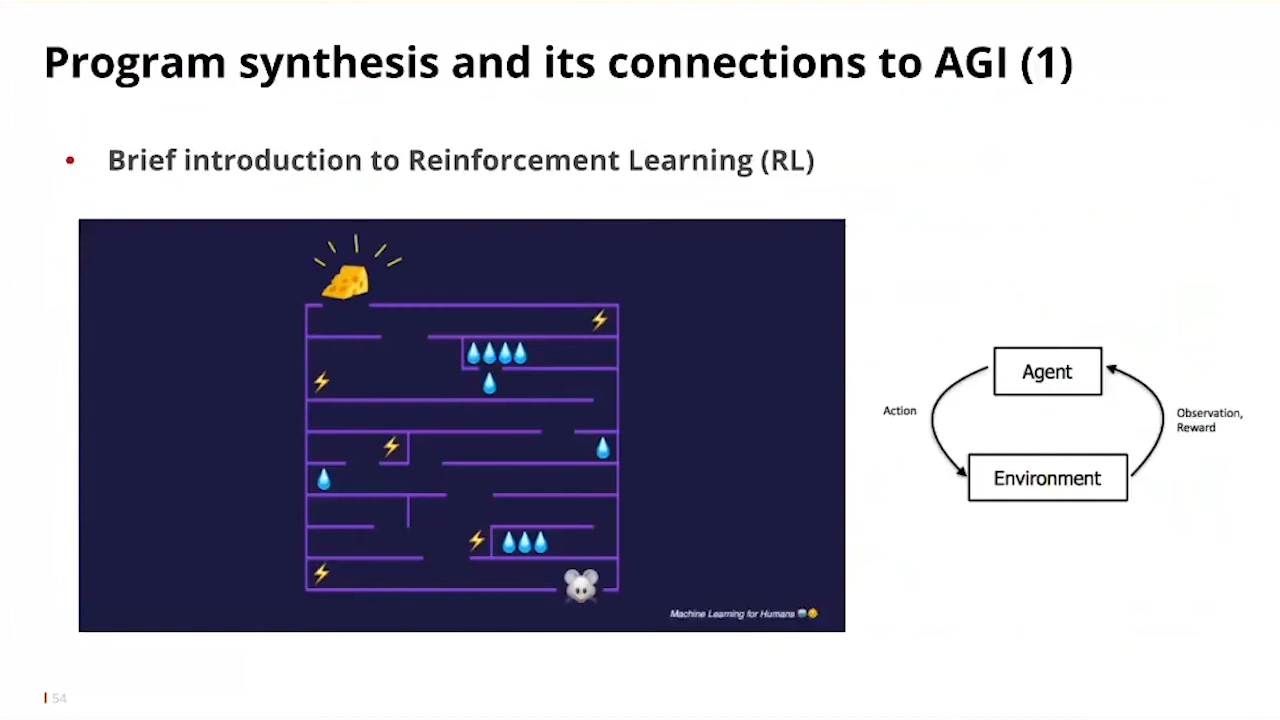 Program synthesis and its connections to AGI (1)
• Brief introduction to Reinforcement Learning (RL)
Agent
Action
Observation,
Reward
Environment
Machine Learning for Humans
54